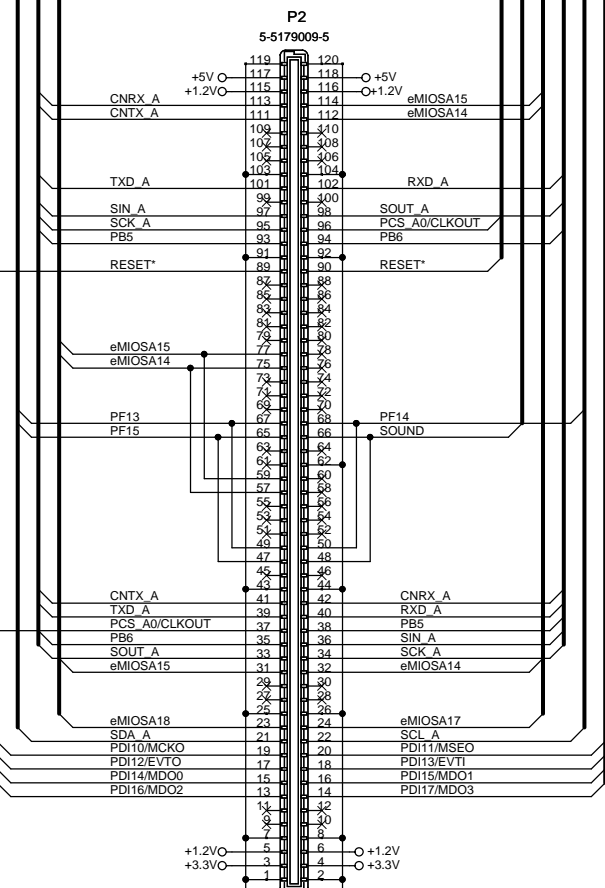 P2
5-5179009-5
119 120
+5V 117 118 +5V
+1.2V 115 116 +1.2V
CNRX_A 113 114 eMIOSA15
CNTX_A 111 112 eMIOSA14
109 110
107 108
105 106
103 104
TXD_A 101 102 RXD_A
99 100
SIN_A 97 98 SOUT_A
SCK_A 95 96 PCS_A0/CLKOUT
PB5 93 94 PB6
91 92
RESET* 89 90 RESET*
87 88
85 86
83 84
81 82
79 80
eMIOSA15 77 78
eMIOSA14 75 76
73 74
71 72
69 70
PF13 67 68 PF14
PF15 65 66 SOUND
63 64
61 62
59 60
57 58
55 56
53 54
51 52
49 50
47 48
45 46
43 44
CNTX_A 41 42 CNRX_A
TXD_A 39 40 RXD_A
PCS_A0/CLKOUT 37 38 PB5
PB6 35 36 SIN_A
SOUT_A 33 34 SCK_A
eMIOSA15 31 32 eMIOSA14
29 30
27 28
25 26
eMIOSA18 23 24 eMIOSA17
SDA_A 21 22 SCL_A
PDI10/MCKO 19 20 PDI11/MSEO
PDI12/EVTO 17 18 PDI13/EVTI
PDI14/MDO0 15 16 PDI15/MDO1
PDI16/MDO2 13 14 PDI17/MDO3
11 12
9 10
7 8
+1.2V 5 6 +1.2V
+3.3V 3 4 +3.3V
1 2